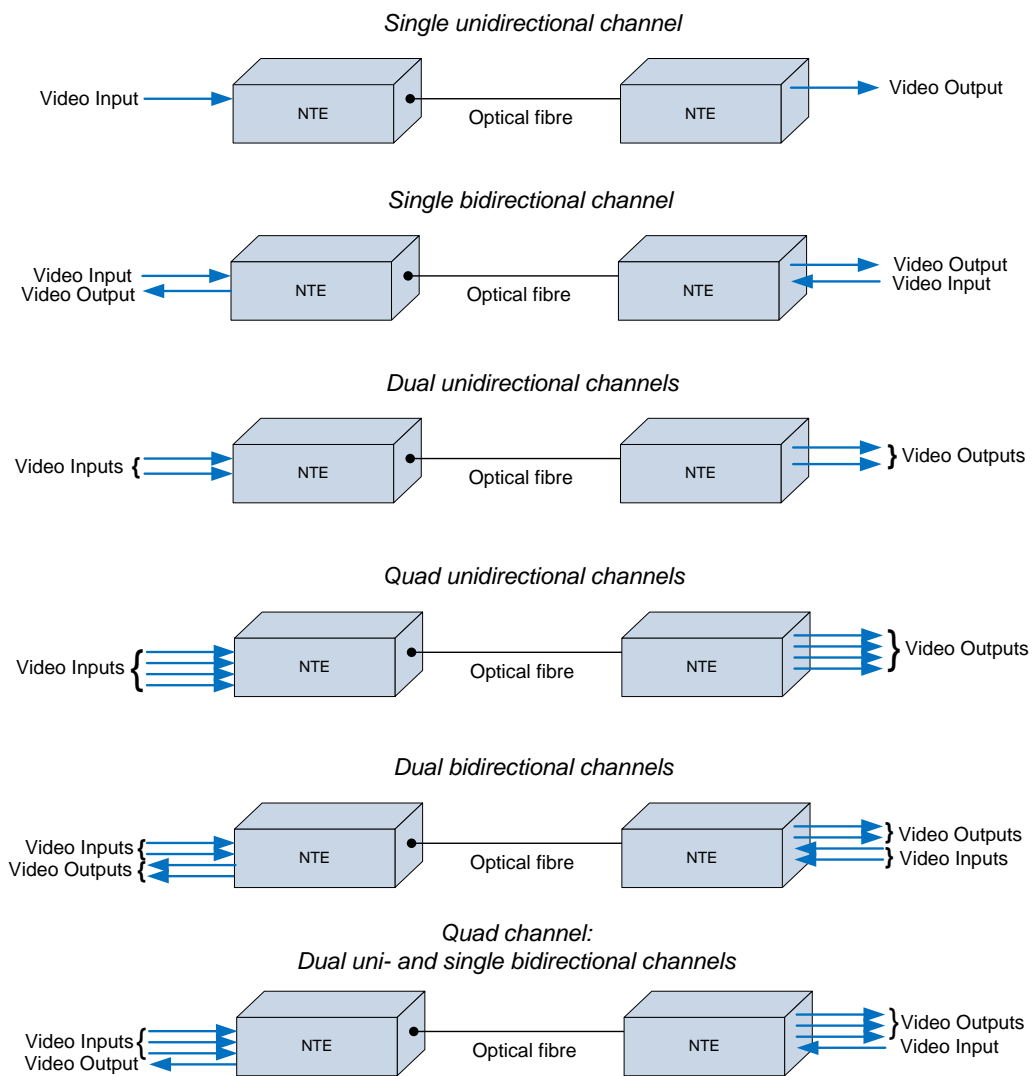 Single unidirectional channel
Video Input
NTE
Optical fibre
NTE
Video Output
Single bidirectional channel
Video Input
Video Output
NTE
Optical fibre
NTE
Video Output
Video Input
Dual unidirectional channels
Video Inputs {
NTE
Optical fibre
NTE
} Video Outputs
Quad unidirectional channels
Video Inputs {
NTE
Optical fibre
NTE
} Video Outputs
Dual bidirectional channels
Video Inputs {
Video Outputs {
NTE
Optical fibre
NTE
} Video Outputs
} Video Inputs
Quad channel:
Dual uni- and single bidirectional channels
Video Inputs {
Video Output
NTE
Optical fibre
NTE
} Video Outputs
Video Input